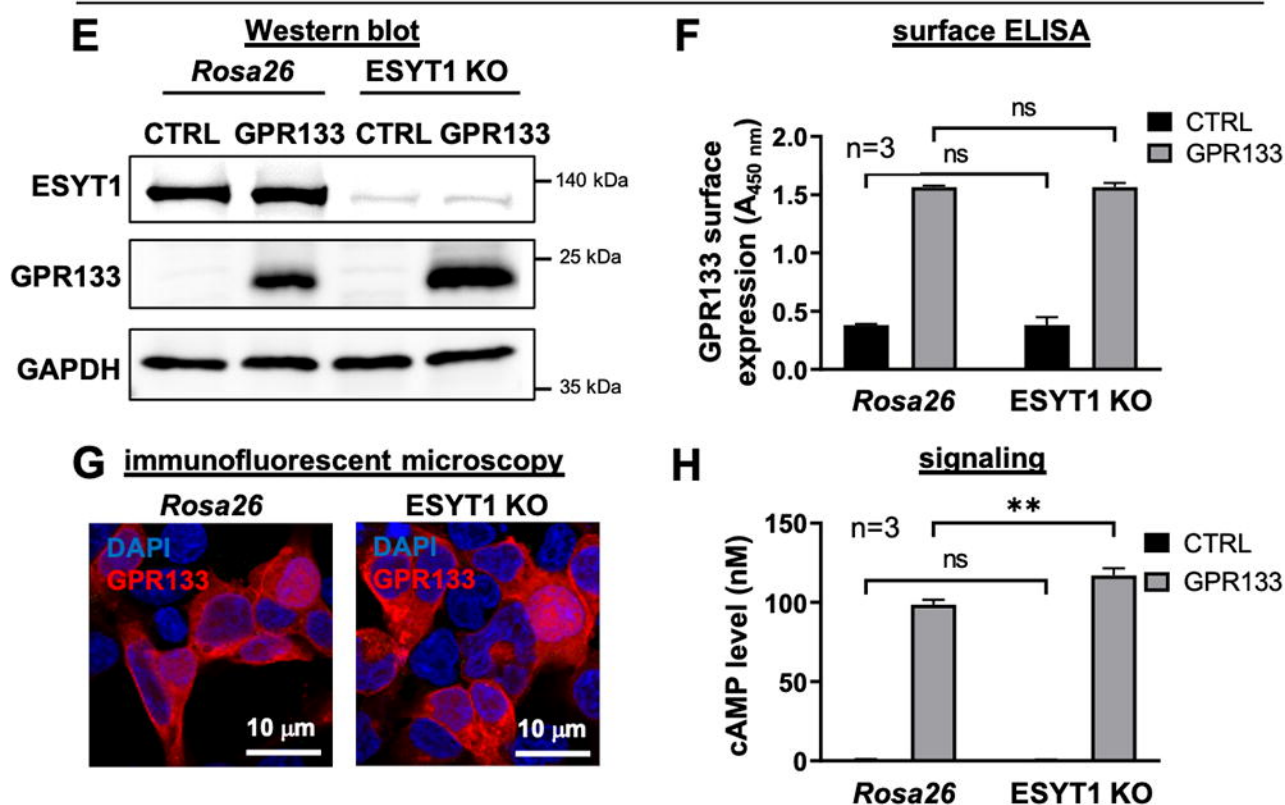 E
Western blot
Rosa26 ESYT1 KO
CTRL GPR133 CTRL GPR133
ESYT1
140 kDa
GPR133
25 kDa
GAPDH
35 kDa
F
surface ELISA
GPR133 surface
expression (A450 nm)
2.0
1.5
1.0
0.5
0.0
n=3
ns
ns
CTRL
GPR133
Rosa26 ESYT1 KO
G immunofluorescent microscopy
Rosa26 ESYT1 KO
DAPI
GPR133
10 μm
DAPI
GPR133
10 μm
H
signaling
cAMP level (nM)
150
100
50
0
n=3
**
ns
CTRL
GPR133
Rosa26 ESYT1 KO